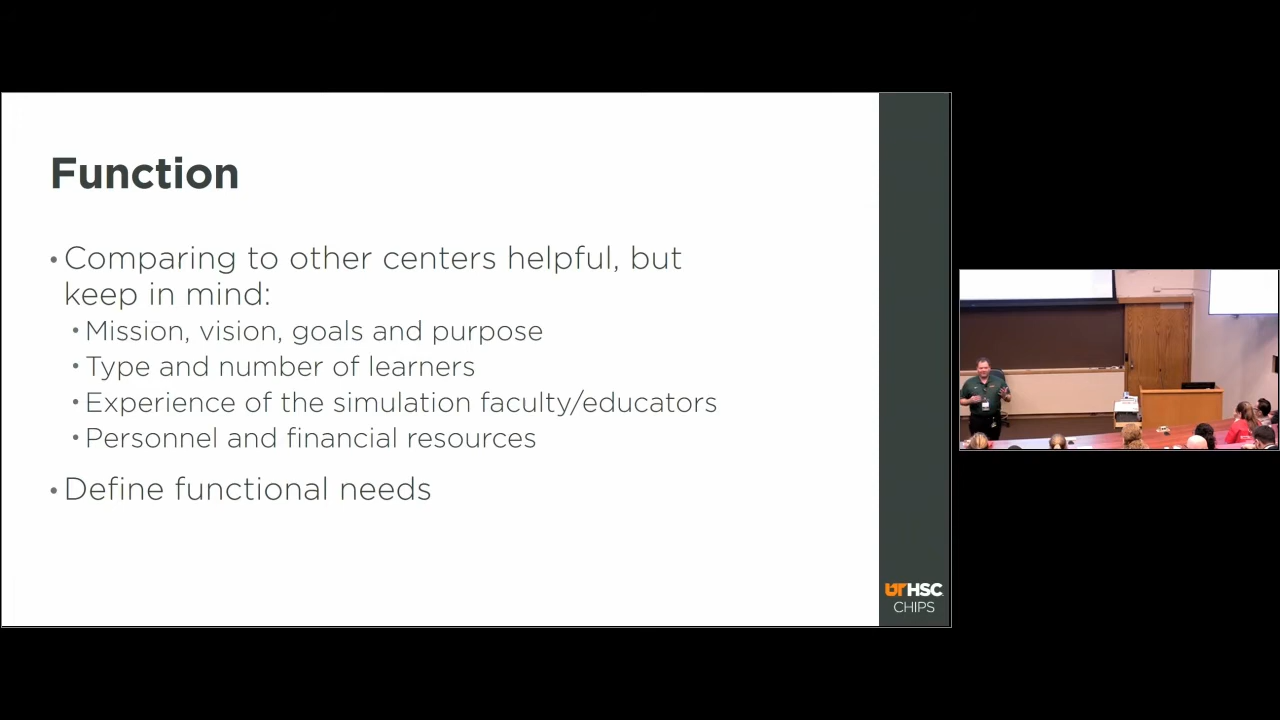 Function
• Comparing to other centers helpful, but
keep in mind:
• Mission, vision, goals and purpose
• Type and number of learners
• Experience of the simulation faculty/educators
• Personnel and financial resources
• Define functional needs
UTHSC
CHIPS